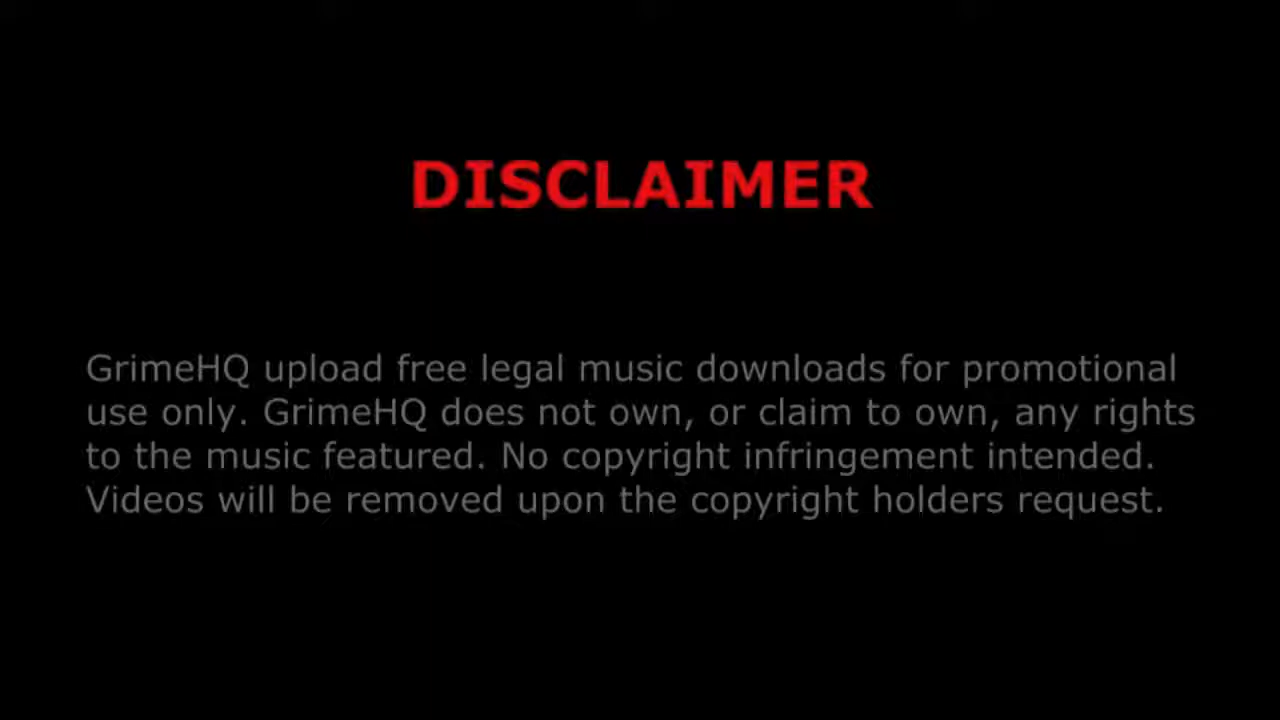 DISCLAIMER
GrimeHQ upload free legal music downloads for promotional
use only. GrimeHQ does not own, or claim to own, any rights
to the music featured. No copyright infringement intended.
Videos will be removed upon the copyright holders request.